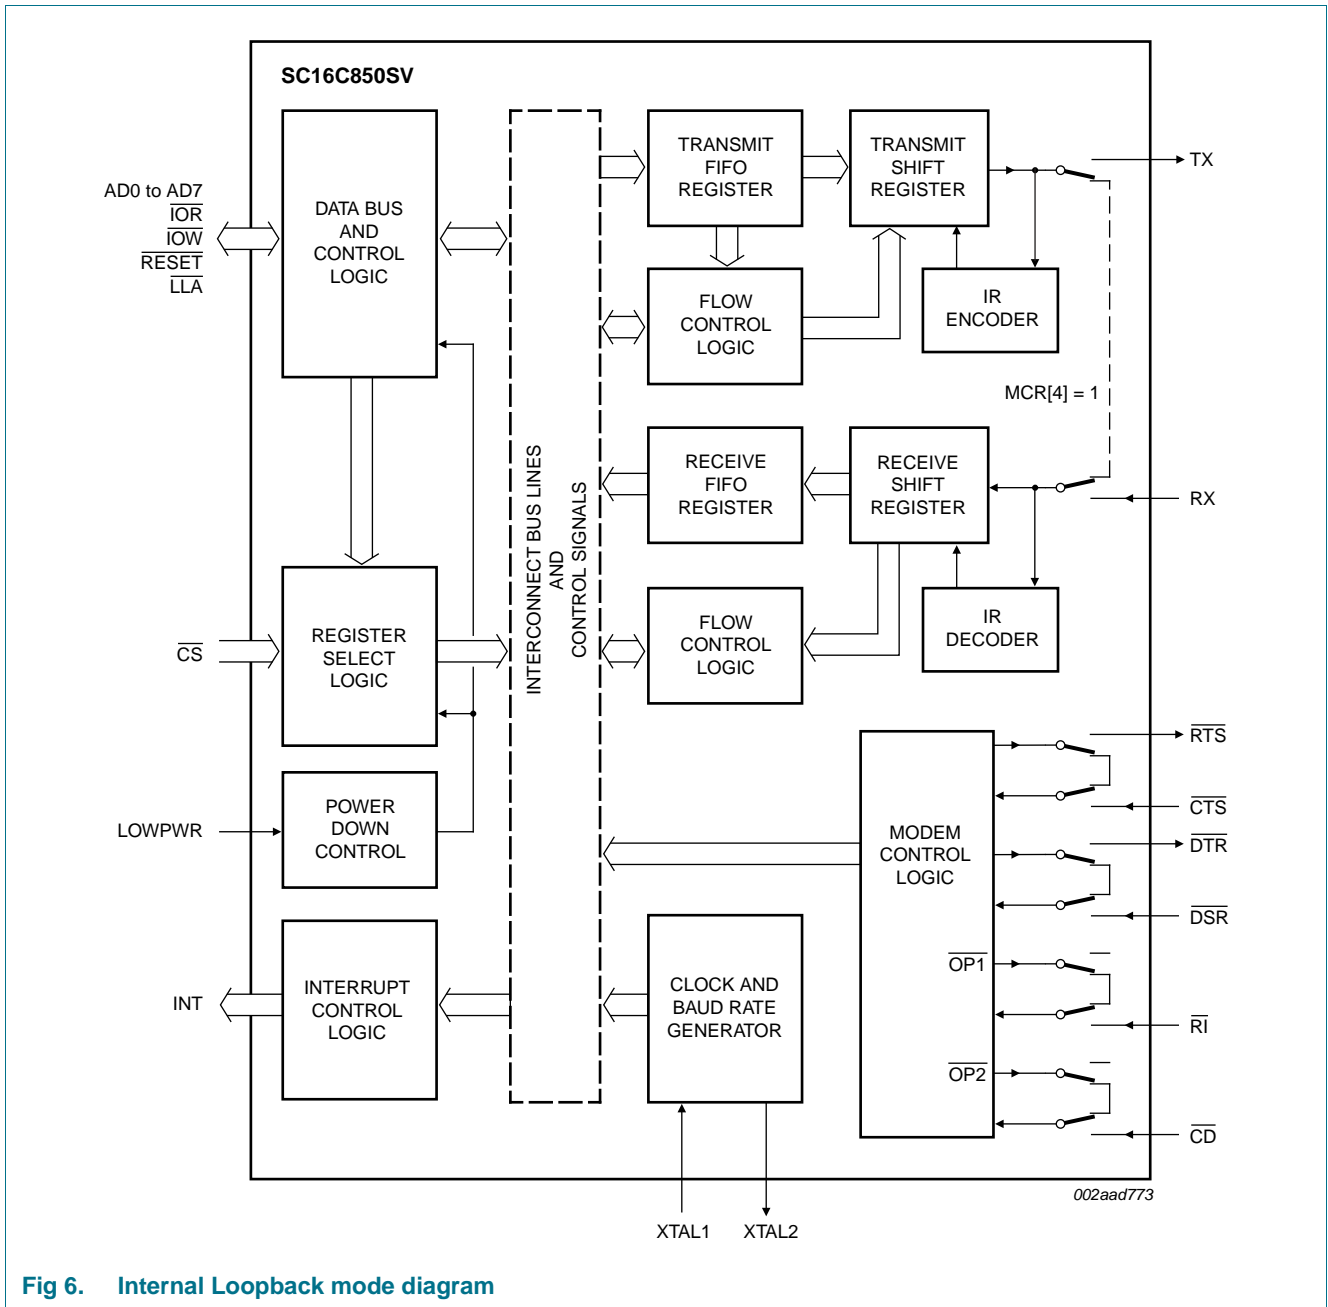 SC16C850SV
AD0 to AD7
IOR
IOW
RESET
LLA
DATA BUS
AND
CONTROL
LOGIC
TRANSMIT
FIFO
REGISTER
TRANSMIT
SHIFT
REGISTER
TX
FLOW
CONTROL
LOGIC
IR
ENCODER
MCR[4] = 1
INTERCONNECT BUS LINES
AND
CONTROL SIGNALS
RECEIVE
FIFO
REGISTER
RECEIVE
SHIFT
REGISTER
RX
CS
REGISTER
SELECT
LOGIC
FLOW
CONTROL
LOGIC
IR
DECODER
LOWPWR
POWER
DOWN
CONTROL
MODEM
CONTROL
LOGIC
RTS
CTS
DTR
DSR
OP1
RI
OP2
CD
INT
INTERRUPT
CONTROL
LOGIC
CLOCK AND
BAUD RATE
GENERATOR
XTAL1
XTAL2
002aad773
Fig 6. Internal Loopback mode diagram